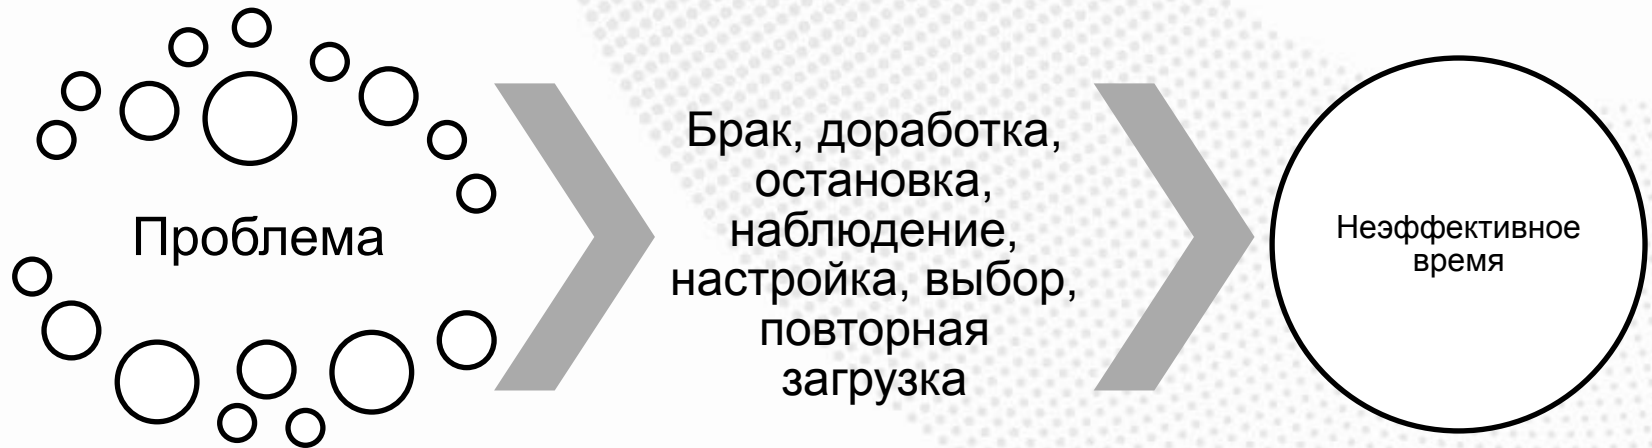 Проблема
Брак, доработка,
остановка,
наблюдение,
настройка, выбор,
повторная
загрузка
Неэффективное
время